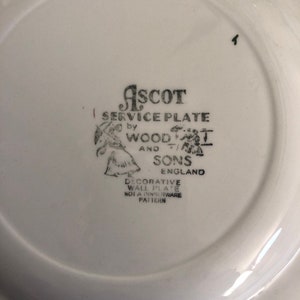 ASCOT
SERVICE PLATE
by
WOOD
AND
SONS
ENGLAND
DECORATIVE
WALL PLATE
NOT A DINNERWARE
PATTERN